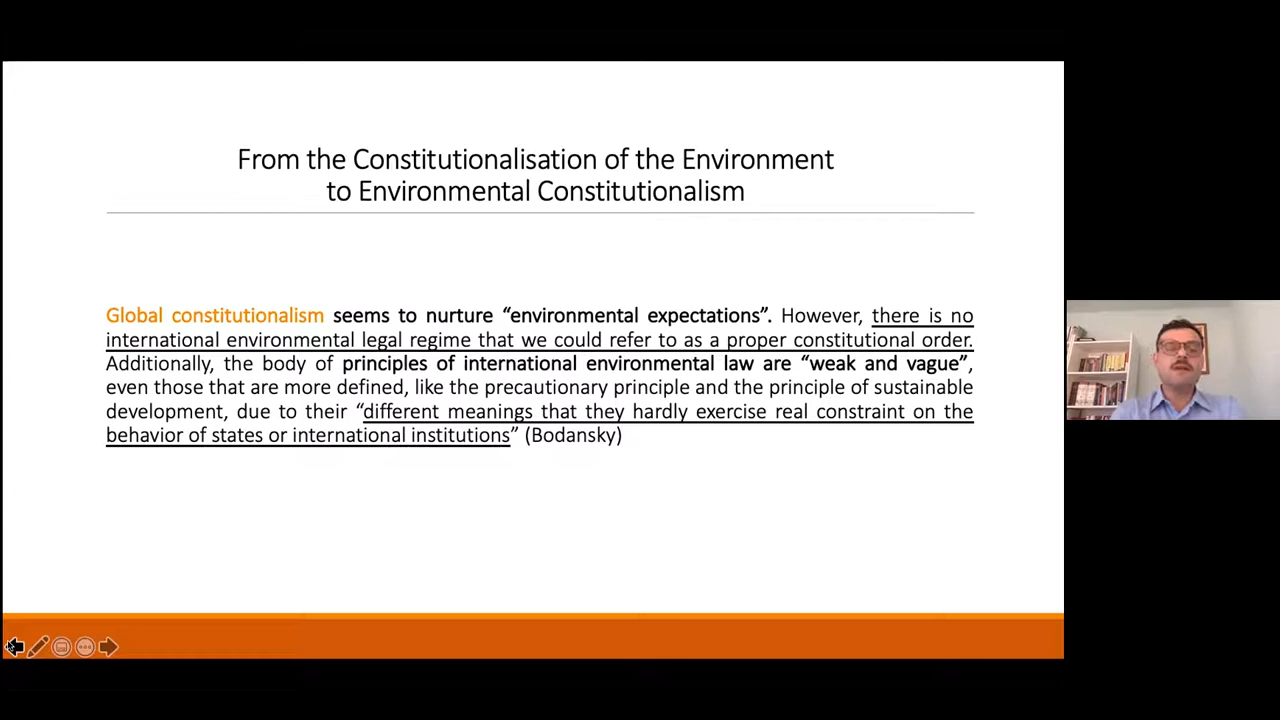 From the Constitutionalisation of the Environment
to Environmental Constitutionalism
Global constitutionalism seems to nurture “environmental expectations”. However, there is no
international environmental legal regime that we could refer to as a proper constitutional order.
Additionally, the body of principles of international environmental law are “weak and vague”,
even those that are more defined, like the precautionary principle and the principle of sustainable
development, due to their “different meanings that they hardly exercise real constraint on the
behavior of states or international institutions” (Bodansky)